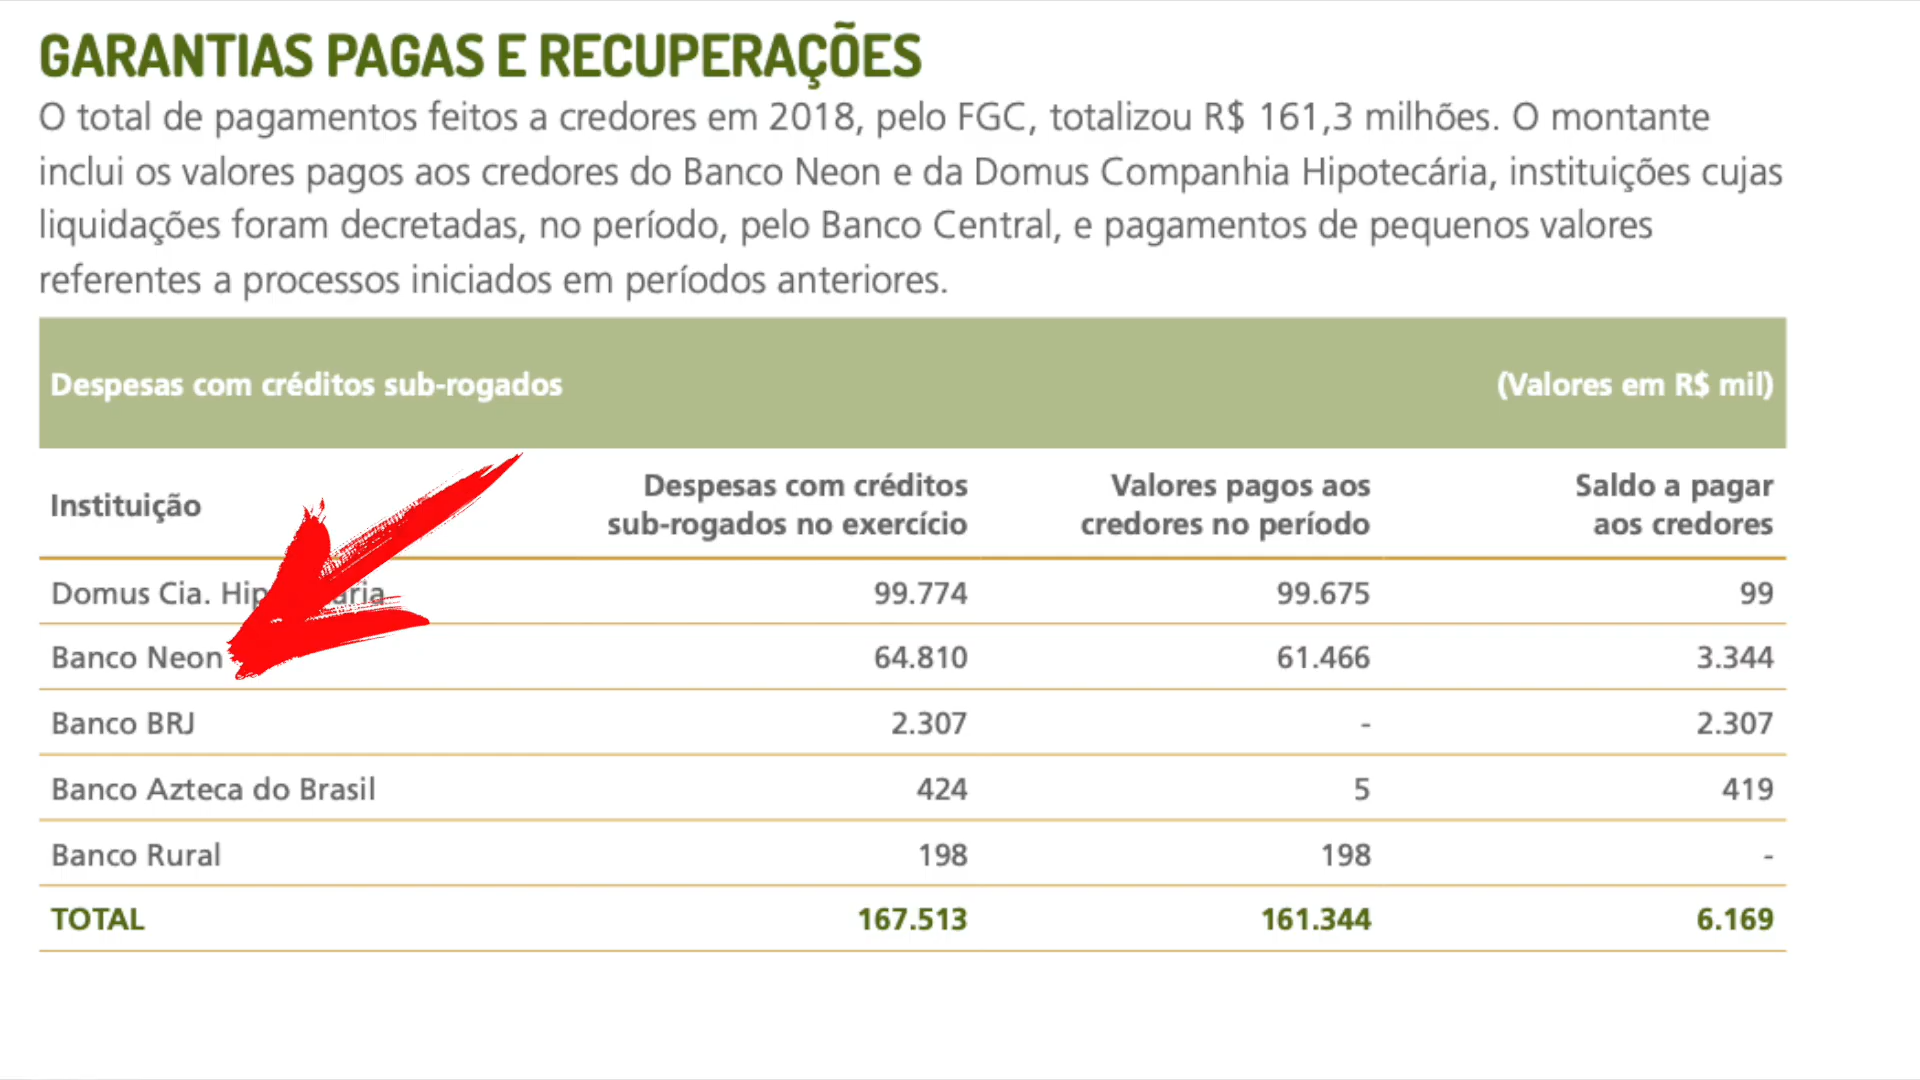 GARANTIAS PAGAS E RECUPERAÇÕES
O total de pagamentos feitos a credores em 2018, pelo FGC, totalizou R$ 161,3 milhões. O montante
inclui os valores pagos aos credores do Banco Neon e da Domus Companhia Hipotecária, instituições cujas
liquidações foram decretadas, no período, pelo Banco Central, e pagamentos de pequenos valores
referentes a processos iniciados em períodos anteriores.
Despesas com créditos sub-rogados (Valores em R$ mil)
Instituição
Despesas com créditos
sub-rogados no exercício
Valores pagos aos
credores no período
Saldo a pagar
aos credores
Domus Cia. 99.774 99.675 99
Banco Neon 64.810 61.466 3.344
Banco BRJ 2.307 - 2.307
Banco Azteca do Brasil 424 5 419
Banco Rural 198 198 -
TOTAL 167.513 161.344 6.169